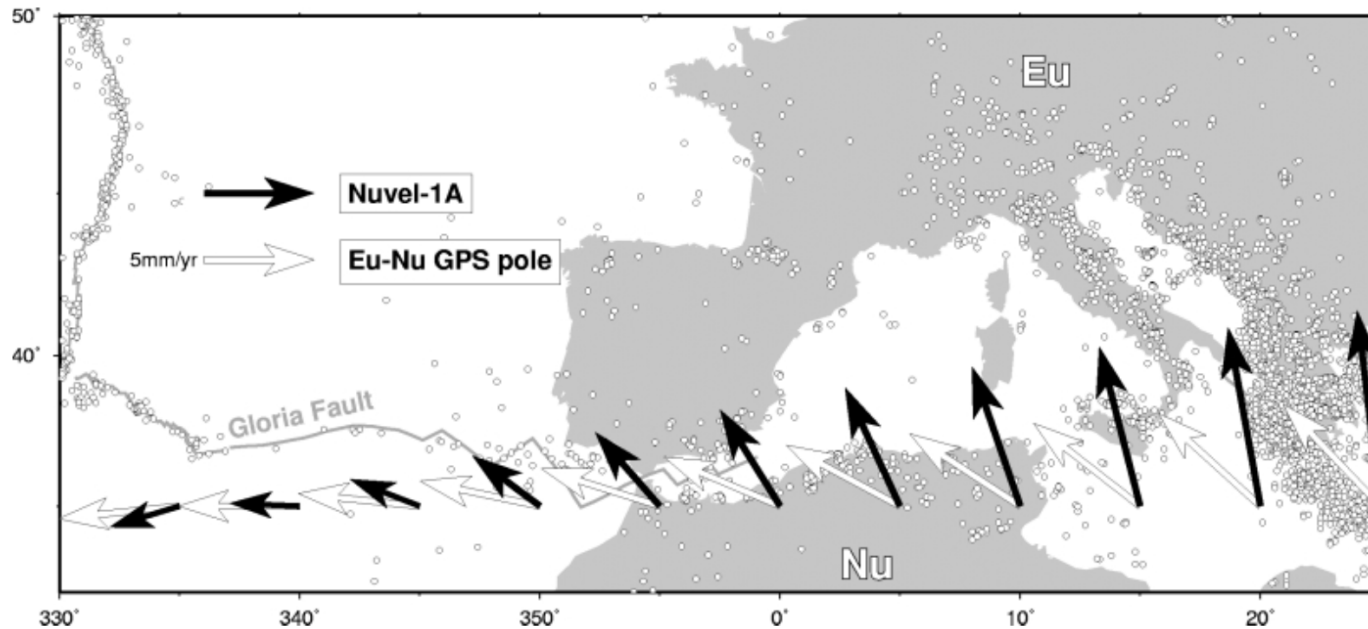 50°
Eu
Nuvel-1A
5mm/yr
Eu-Nu GPS pole
40°
Gloria Fault
Nu
330°
340°
350°
0°
10°
20°